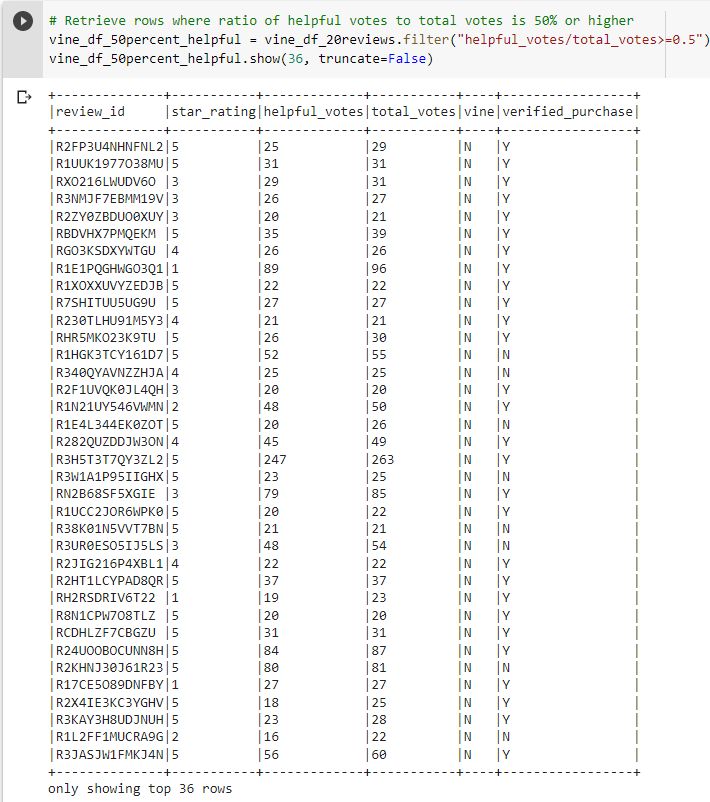 # Retrieve rows where ratio of helpful votes to total votes is 50% or higher
vine_df_50percent_helpful = vine_df_20reviews.filter("helpful_votes/total_votes>=0.5")
vine_df_50percent_helpful.show(36, truncate=False)
+--------------+-----------+-------------+-----------+----+-----------------+
|review_id     |star_rating|helpful_votes|total_votes|vine|verified_purchase|
+--------------+-----------+-------------+-----------+----+-----------------+
|R2FP3U4NHNFNL2|5          |25           |29         |N   |Y                |
|R1UUK1977O38MU|5          |31           |31         |N   |Y                |
|RXO216LWUDV6O |3          |29           |31         |N   |Y                |
|R3NMJF7EBMM19V|3          |26           |27         |N   |Y                |
|R2ZY0ZBDUO0XUY|3          |20           |21         |N   |Y                |
|RBDVHX7PMQEKM |5          |35           |39         |N   |Y                |
|RGO3KSDXYWTGU |4          |26           |26         |N   |Y                |
|R1E1PQGHWGO3Q1|1          |89           |96         |N   |Y                |
|R1XOXXUVYZEDJB|5          |22           |22         |N   |Y                |
|R7SHITUU5UG9U |5          |27           |27         |N   |Y                |
|R230TLHU91M5Y3|4          |21           |21         |N   |Y                |
|RHR5MKO23K9TU |5          |26           |30         |N   |Y                |
|R1HGK3TCY161D7|5          |52           |55         |N   |N                |
|R340QYAVNZZHJA|4          |25           |25         |N   |N                |
|R2F1UVQK0JL4QH|3          |20           |20         |N   |Y                |
|R1N21UY546VWMN|2          |48           |50         |N   |Y                |
|R1E4L344EK0ZOT|5          |20           |26         |N   |N                |
|R282QUZDDJW3ON|4          |45           |49         |N   |Y                |
|R3H5T3T7QY3ZL2|5          |247          |263        |N   |Y                |
|R3W1A1P95IIGHX|5          |23           |25         |N   |N                |
|RN2B68SF5XGIE |3          |79           |85         |N   |Y                |
|R1UCC2JOR6WPK0|5          |20           |22         |N   |Y                |
|R38K01N5VVT7BN|5          |21           |21         |N   |N                |
|R3UR0ESO5IJ5LS|3          |48           |54         |N   |N                |
|R2JIG216P4XBL1|4          |22           |22         |N   |Y                |
|R2HT1LCYPAD8QR|5          |37           |37         |N   |Y                |
|RH2RSDRIV6T22 |1          |19           |23         |N   |Y                |
|R8N1CPW7O8TLZ |5          |20           |20         |N   |Y                |
|RCDHLZF7CBGZU |5          |31           |31         |N   |Y                |
|R24UOOBOCUNN8H|5          |84           |87         |N   |Y                |
|R2KHNJ30J61R23|5          |80           |81         |N   |N                |
|R17CE5O89DNFBY|1          |27           |27         |N   |Y                |
|R2X4IE3KC3YGHV|5          |18           |25         |N   |Y                |
|R3KAY3H8UDJNUH|5          |23           |28         |N   |Y                |
|R1L2FF1MUCRA9G|2          |16           |22         |N   |N                |
|R3JASJW1FMKJ4N|5          |56           |60         |N   |Y                |
+--------------+-----------+-------------+-----------+----+-----------------+
only showing top 36 rows